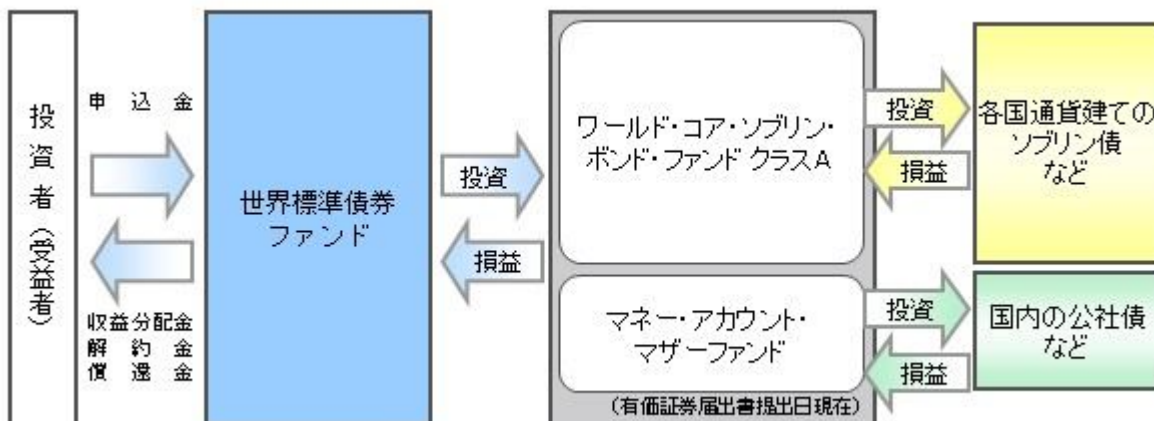 投資者(受益者)
申込金
収益分配金
解約金
償還金
世界標準債券
ファンド
投資
損益
ワールド・コア・ソブリン・
ボンド・ファンド クラスA
マネー・アカウント・
マザーファンド
(有価証券届出書提出日現在)
投資
損益
各国通貨建ての
ソブリン債
など
投資
損益
国内の公社債
など